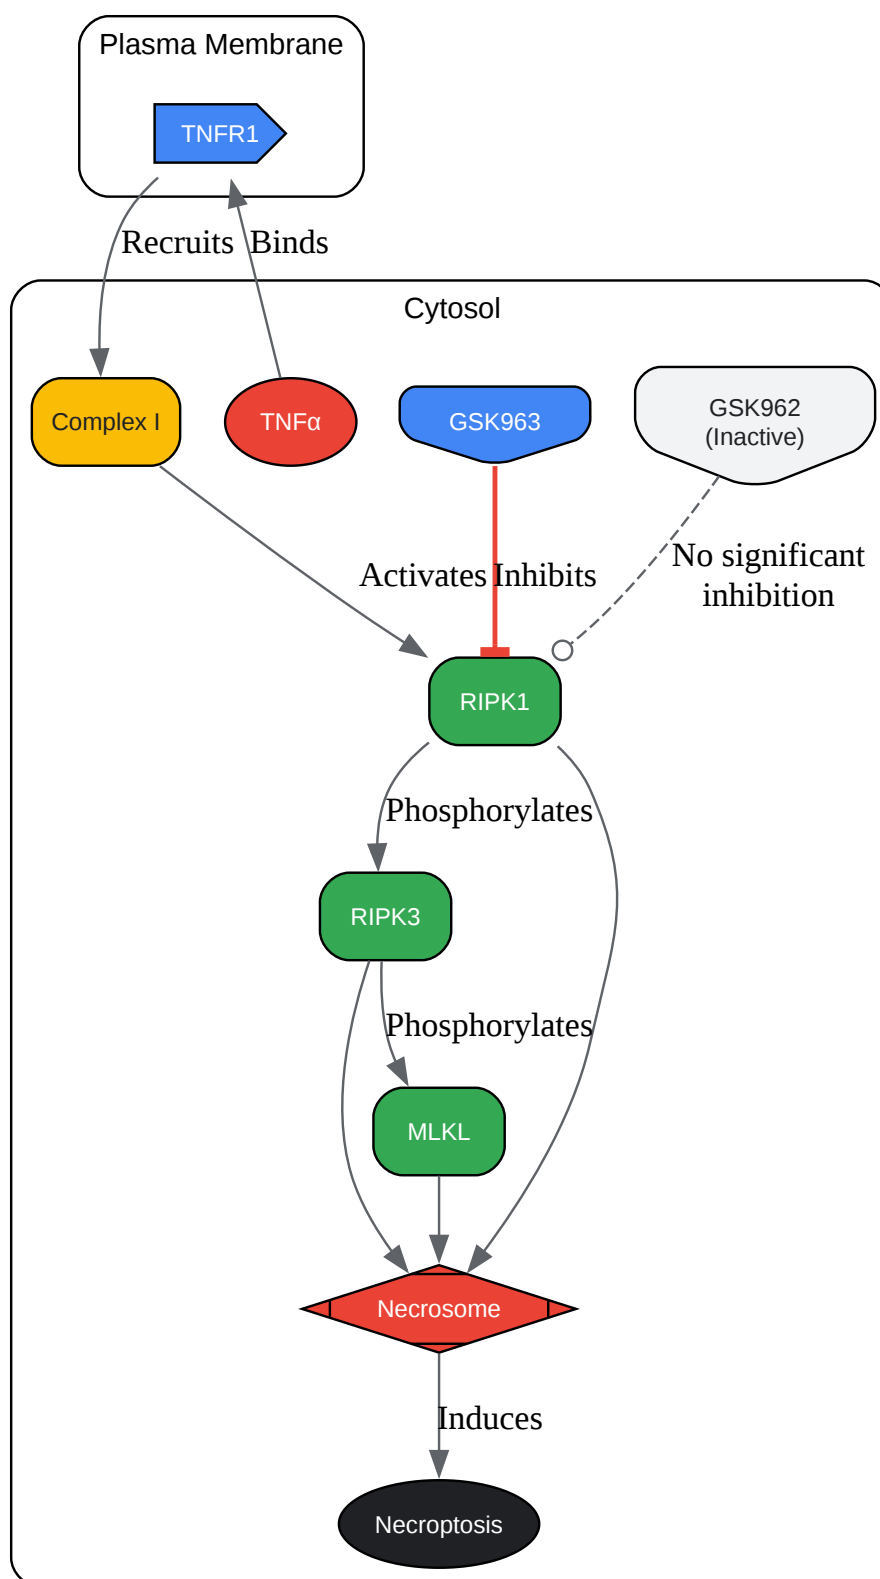 Plasma Membrane
TNFR1
Recruits
Binds
Cytosol
Complex I
TNFα
GSK963
GSK962
(Inactive)
Activates
Inhibits
No significant
inhibition
RIPK1
Phosphorylates
RIPK3
Phosphorylates
MLKL
Necrosome
Induces
Necroptosis